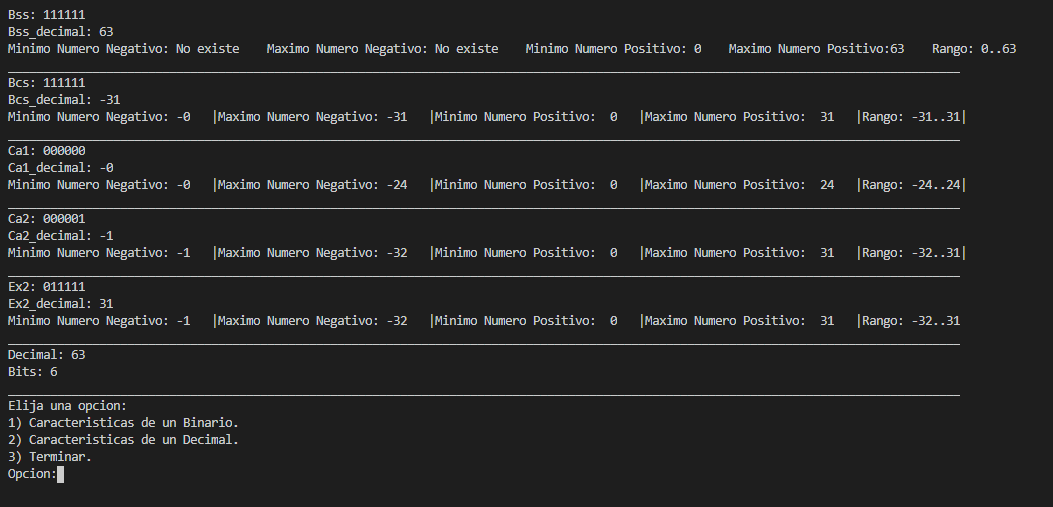 Bss: 111111
Bss_decimal: 63
Minimo Numero Negativo: No existe    Maximo Numero Negativo: No existe    Minimo Numero Positivo: 0    Maximo Numero Positivo:63    Rango: 0..63
Bcs: 111111
Bcs_decimal: -31
Minimo Numero Negativo: -0   |Maximo Numero Negativo: -31   |Minimo Numero Positivo:  0   |Maximo Numero Positivo:  31   |Rango: -31..31|
Ca1: 000000
Ca1_decimal: -0
Minimo Numero Negativo: -0   |Maximo Numero Negativo: -24   |Minimo Numero Positivo:  0   |Maximo Numero Positivo:  24   |Rango: -24..24|
Ca2: 000001
Ca2_decimal: -1
Minimo Numero Negativo: -1   |Maximo Numero Negativo: -32   |Minimo Numero Positivo:  0   |Maximo Numero Positivo:  31   |Rango: -32..31|
Ex2: 011111
Ex2_decimal: 31
Minimo Numero Negativo: -1   |Maximo Numero Negativo: -32   |Minimo Numero Positivo:  0   |Maximo Numero Positivo:  31   |Rango: -32..31
Decimal: 63
Bits: 6
Elija una opcion:
1) Caracteristicas de un Binario.
2) Caracteristicas de un Decimal.
3) Terminar.
Opcion: